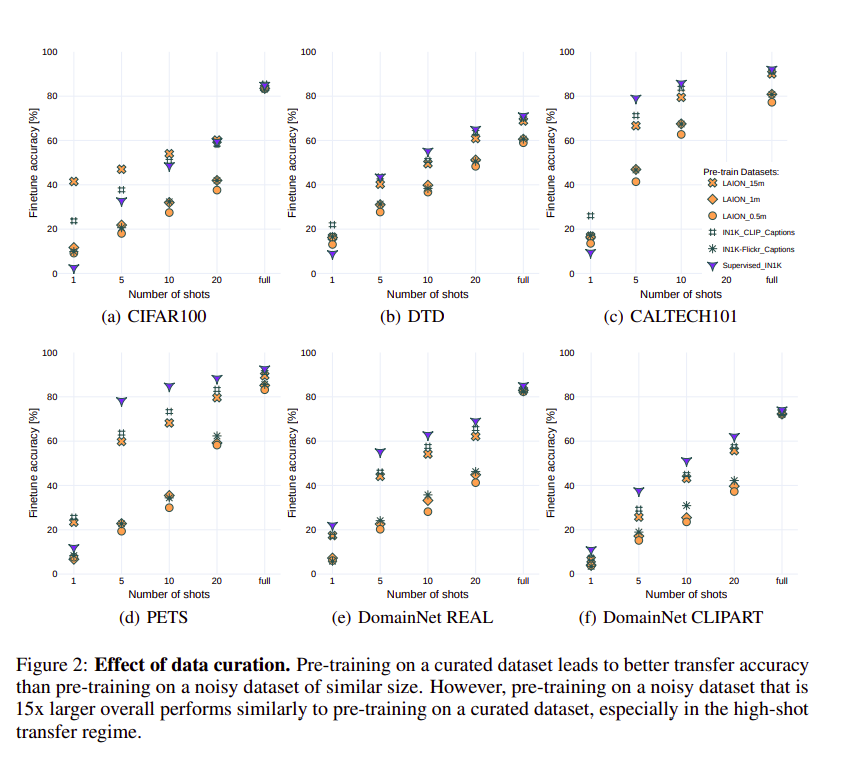 100
80
60
40
20
0
Finetune accuracy [%]
1 5 10 20 full
Number of shots
(a) CIFAR100
100
80
60
40
20
0
Finetune accuracy [%]
1 5 10 20 full
Number of shots
(b) DTD
100
80
60
40
20
0
Finetune accuracy [%]
Pre-train Datasets:
LAION_15m
LAION_1m
LAION_0.5m
IN1K_CLIP_Captions
IN1K-Flickr_Captions
Supervised_IN1K
1 5 10 20 full
Number of shots
(c) CALTECH101
100
80
60
40
20
0
Finetune accuracy [%]
1 5 10 20 full
Number of shots
(d) PETS
100
80
60
40
20
0
Finetune accuracy [%]
1 5 10 20 full
Number of shots
(e) DomainNet REAL
100
80
60
40
20
0
Finetune accuracy [%]
1 5 10 20 full
Number of shots
(f) DomainNet CLIPART
Figure 2: Effect of data curation. Pre-training on a curated dataset leads to better transfer accuracy
than pre-training on a noisy dataset of similar size. However, pre-training on a noisy dataset that is
15x larger overall performs similarly to pre-training on a curated dataset, especially in the high-shot
transfer regime.